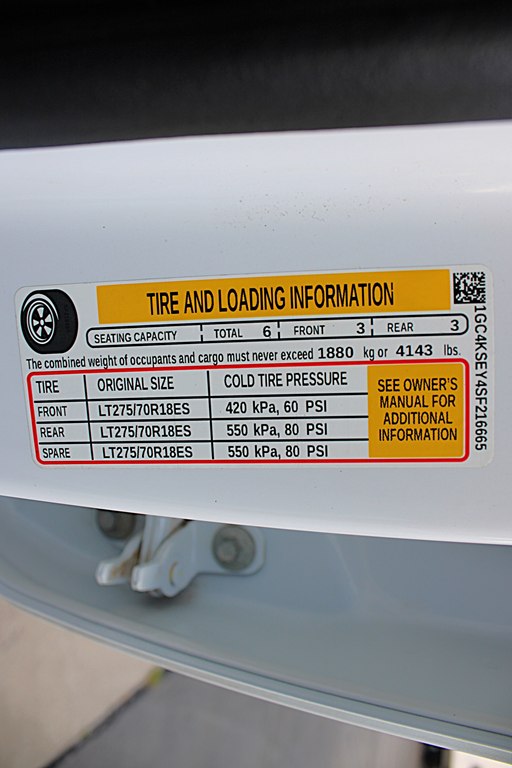 TIRE AND LOADING INFORMATION
SEATING CAPACITY TOTAL 6 FRONT 3 REAR 3
The combined weight of occupants and cargo must never exceed 1880 kg or 4143 lbs.
TIRE ORIGINAL SIZE COLD TIRE PRESSURE
FRONT LT275/70R18ES 420 kPa, 60 PSI
REAR LT275/70R18ES 550 kPa, 80 PSI
SPARE LT275/70R18ES 550 kPa, 80 PSI
SEE OWNER'S
MANUAL FOR
ADDITIONAL
INFORMATION
1GC4KSEY4SF216665